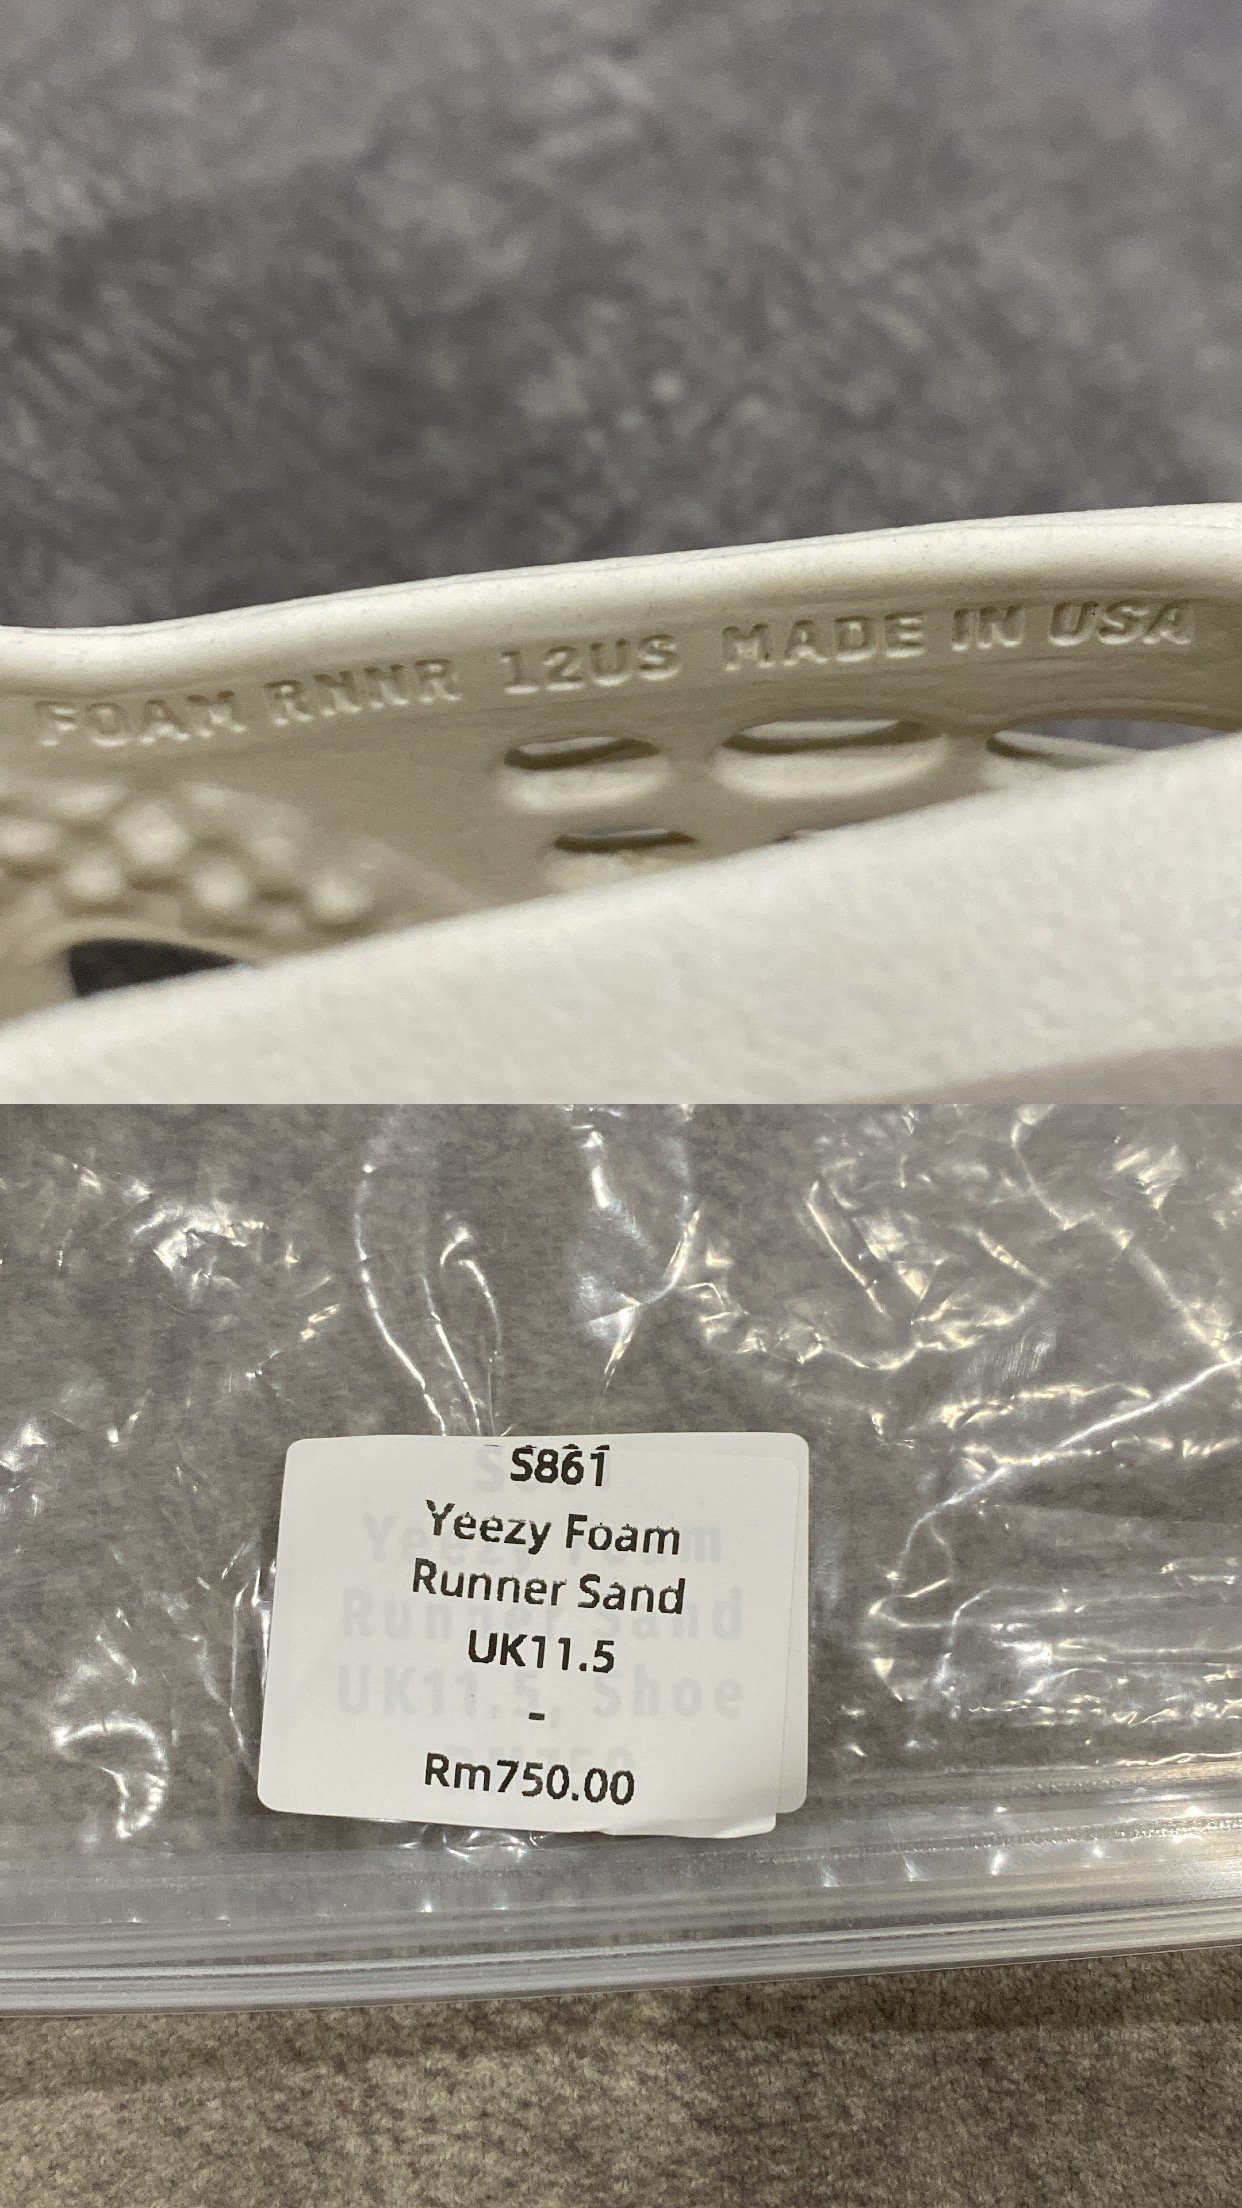 FOAM RNNR 12US MADE IN USA
S861
Yeezy Foam
Runner Sand
UK11.5
-
Rm750.00